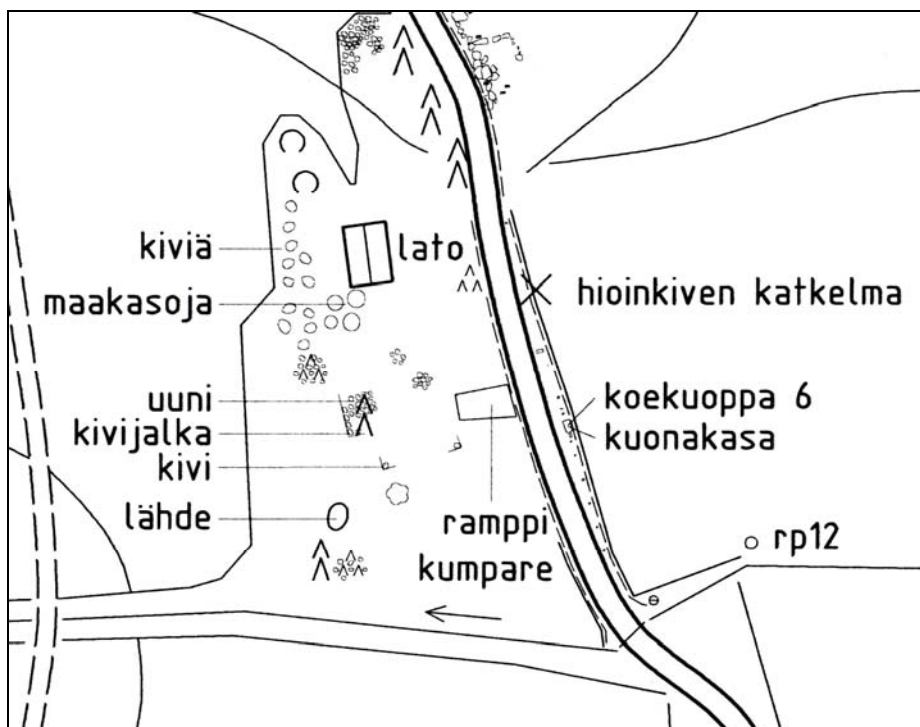 kiviä
lato
maakasoja
hioinkiven katkelma
uuni
kivijalka
kivi
koekuoppa 6
kuonakasa
lähde
ramppi
kumpare
rp12